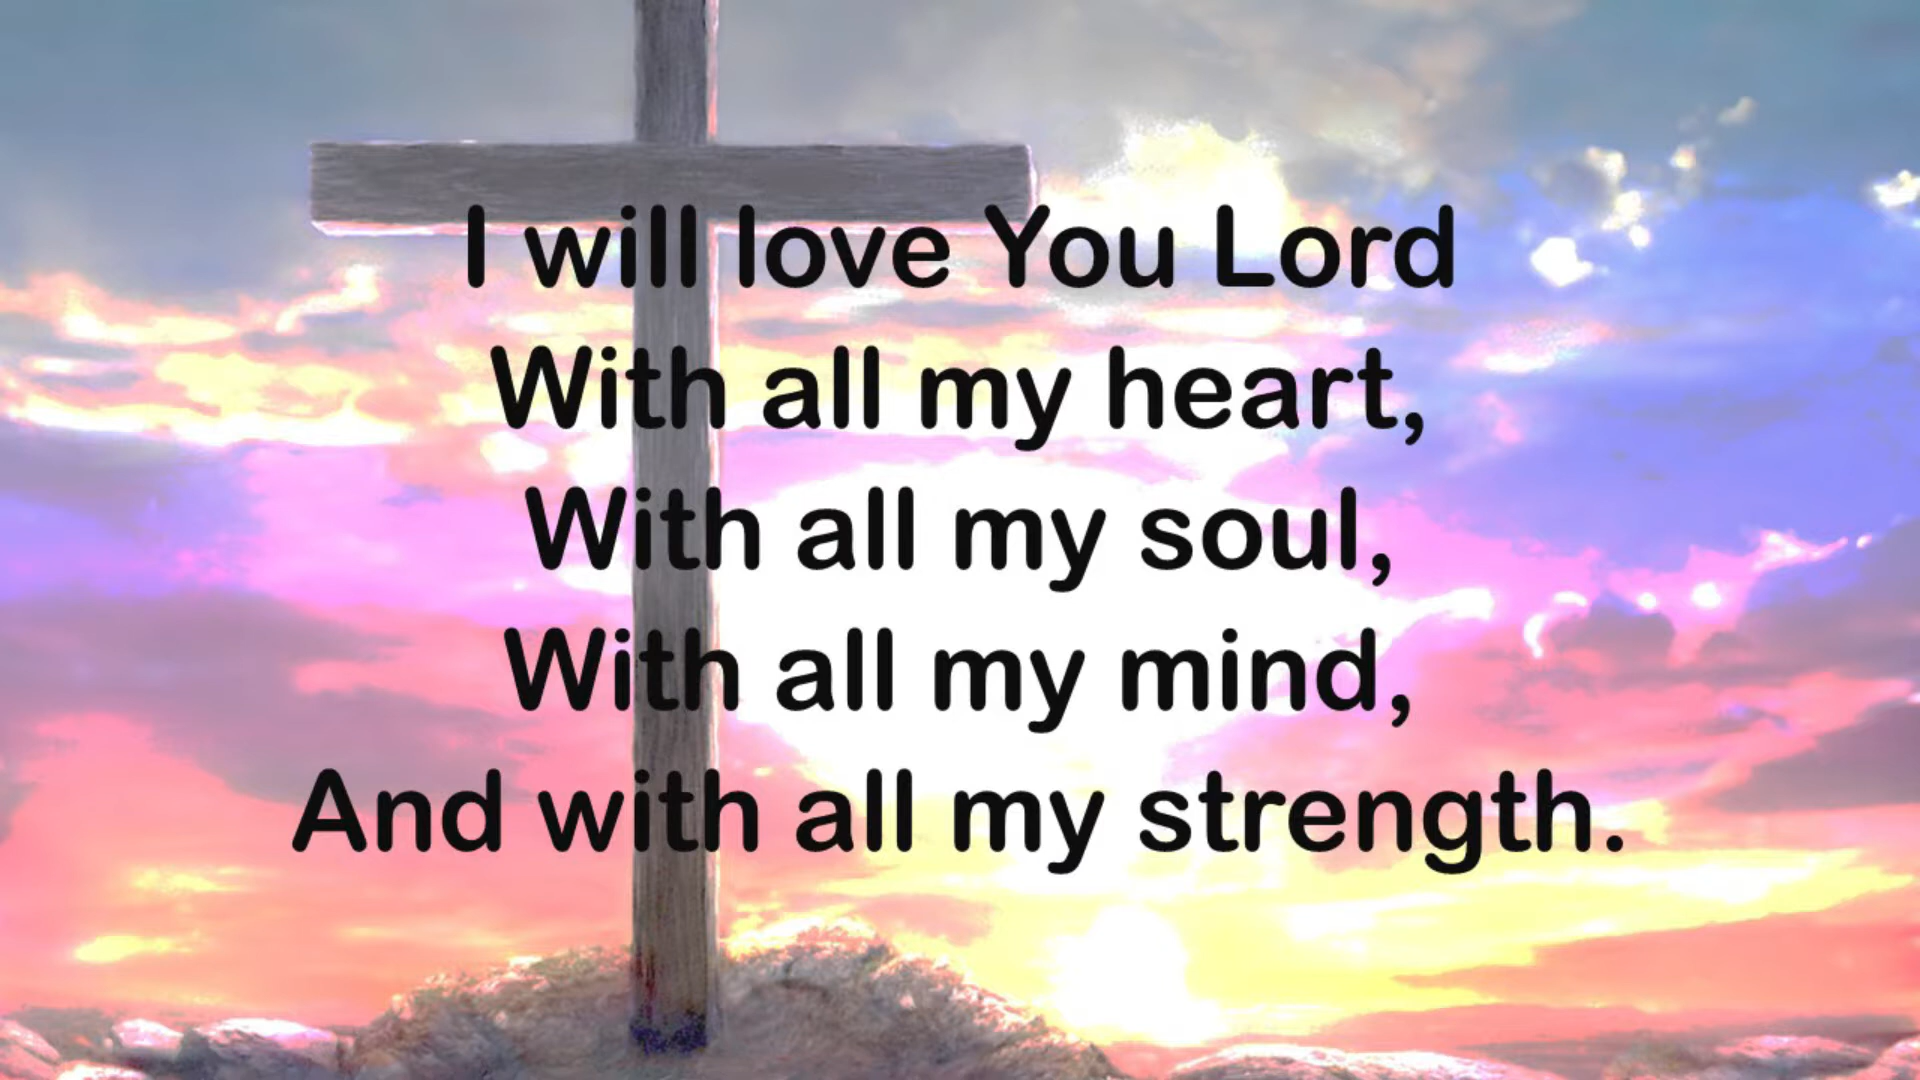 I will love You Lord
With all my heart,
With all my soul,
With all my mind,
And with all my strength.